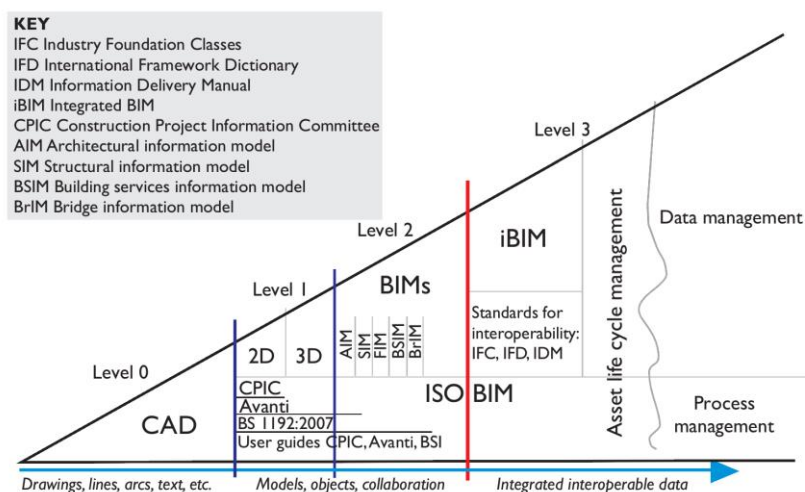 KEY
IFC Industry Foundation Classes
IFD International Framework Dictionary
IDM Information Delivery Manual
iBIM Integrated BIM
CPIC Construction Project Information Committee
AIM Architectural information model
SIM Structural information model
BSIM Building services information model
BrIM Bridge information model
Level 0
Level 1
Level 2
Level 3
CAD
2D
3D
BIMs
AIM
SIM
FIM
BSIM
BrIM
iBIM
Standards for
interoperability:
IFC, IFD, IDM
Asset life cycle management
Data management
Process
management
ISO BIM
CPIC
Avanti
BS 1192:2007
User guides CPIC, Avanti, BSI
Drawings, lines, arcs, text, etc.
Models, objects, collaboration
Integrated interoperable data